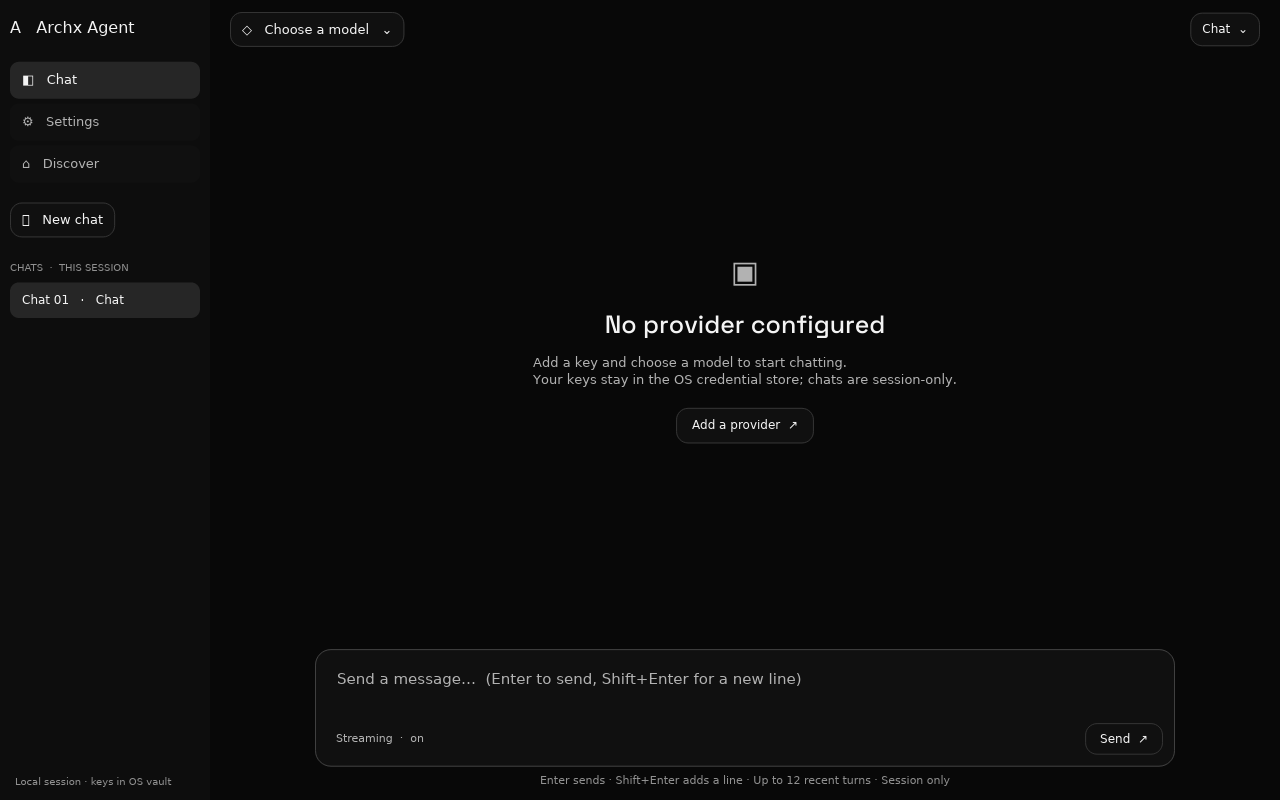 A Archx Agent
Chat
Settings
Discover
New chat
CHATS · THIS SESSION
Chat 01 · Chat
Local session · keys in OS vault
Choose a model
Chat
No provider configured
Add a key and choose a model to start chatting.
Your keys stay in the OS credential store; chats are session-only.
Add a provider ↗
Send a message... (Enter to send, Shift+Enter for a new line)
Streaming · on
Send ↗
Enter sends · Shift+Enter adds a line · Up to 12 recent turns · Session only